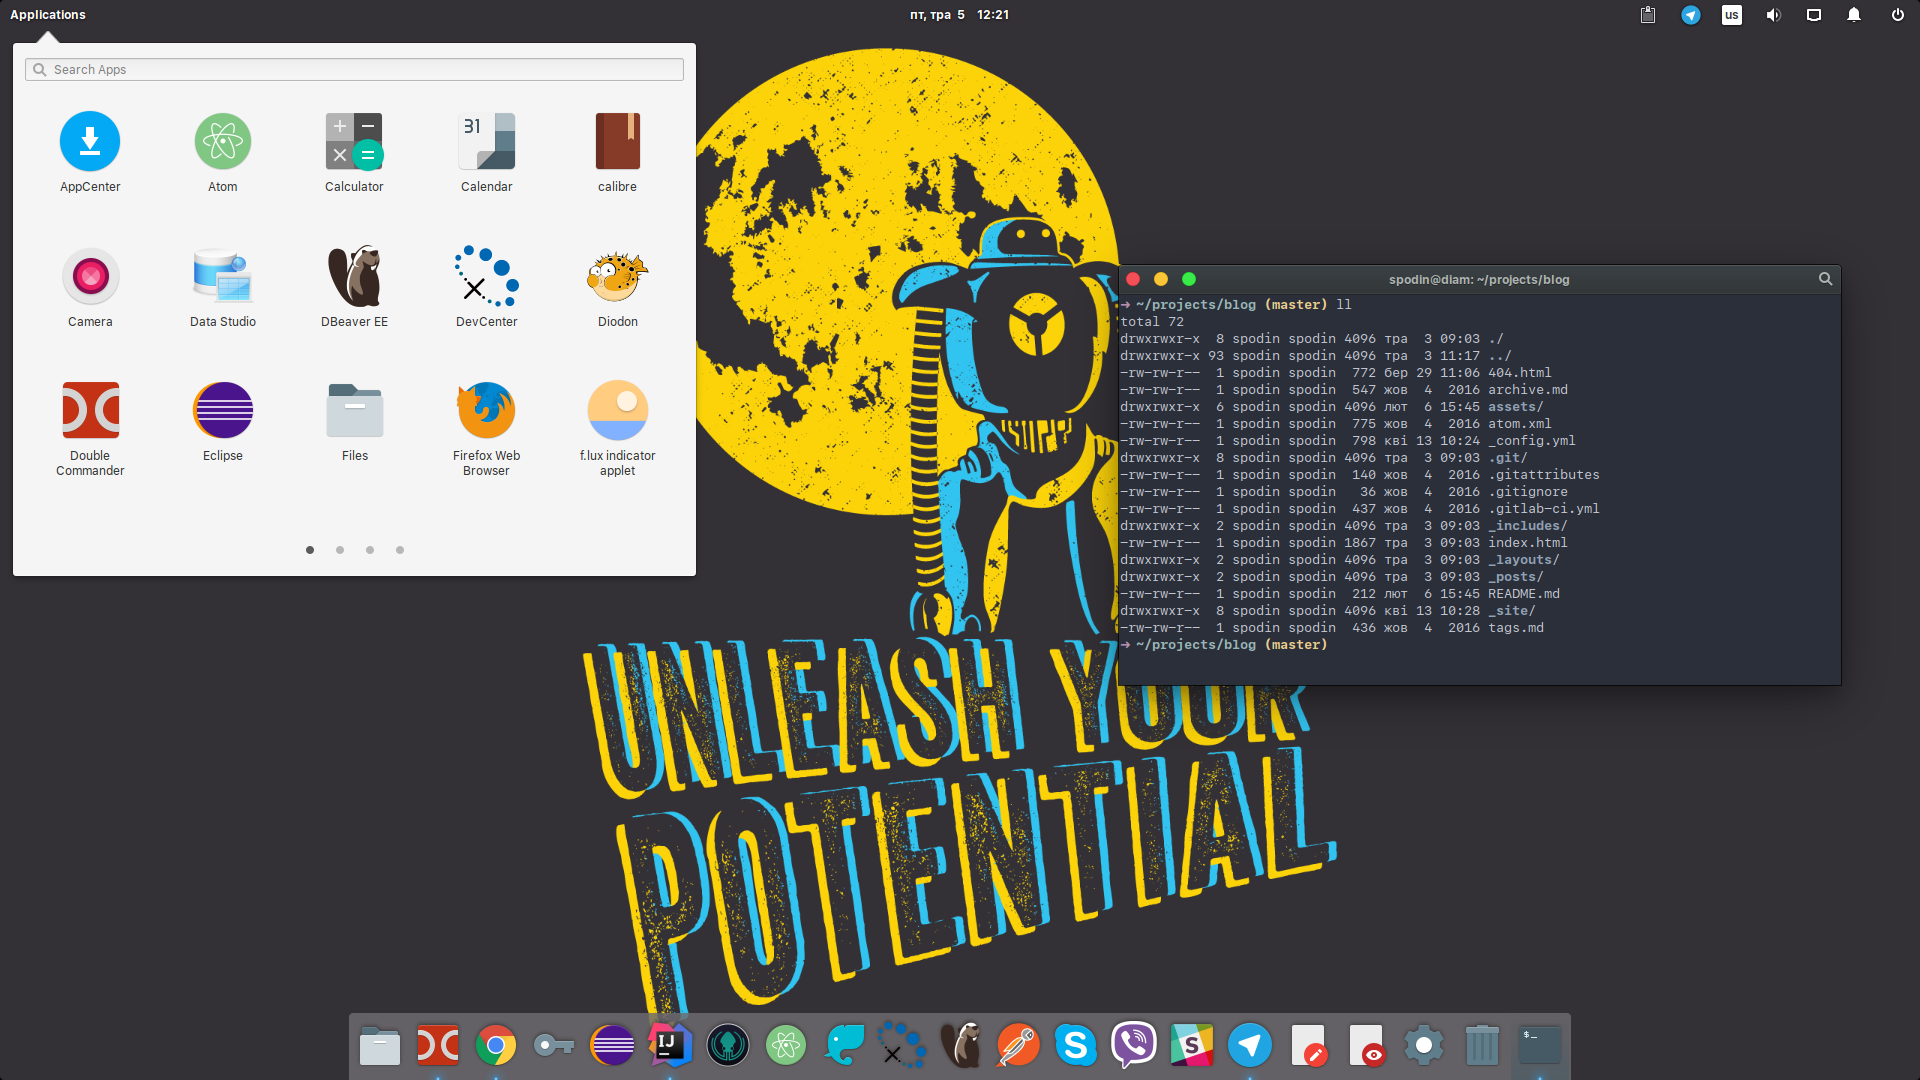 Applications
пт, тра 5 12:21
us
Search Apps
31
AppCenter
Atom
Calculator
Calendar
calibre
Camera
Data Studio
DBeaver EE
DevCenter
Diodon
Double
Commander
Eclipse
Files
Firefox Web
Browser
f.lux indicator
applet
spodin@diam: ~/projects/blog
➜ ~/projects/blog (master) ll
total 72
drwxrwxr-x 8 spodin spodin 4096 тра 3 09:03 ./
drwxrwxr-x 93 spodin spodin 4096 тра 3 11:17 ../
-rw-rw-r-- 1 spodin spodin 772 бер 29 11:06 404.html
-rw-rw-r-- 1 spodin spodin 547 жов 4 2016 archive.md
drwxrwxr-x 6 spodin spodin 4096 лют 6 15:45 assets/
-rw-rw-r-- 1 spodin spodin 775 жов 4 2016 atom.xml
-rw-rw-r-- 1 spodin spodin 798 кві 13 10:24 _config.yml
drwxrwxr-x 8 spodin spodin 4096 тра 3 09:03 .git/
-rw-rw-r-- 1 spodin spodin 140 жов 4 2016 .gitattributes
-rw-rw-r-- 1 spodin spodin 36 жов 4 2016 .gitignore
-rw-rw-r-- 1 spodin spodin 437 жов 4 2016 .gitlab-ci.yml
drwxrwxr-x 2 spodin spodin 4096 тра 3 09:03 _includes/
-rw-rw-r-- 1 spodin spodin 1867 тра 3 09:03 index.html
drwxrwxr-x 2 spodin spodin 4096 тра 3 09:03 _layouts/
drwxrwxr-x 2 spodin spodin 4096 тра 3 09:03 _posts/
-rw-rw-r-- 1 spodin spodin 212 лют 6 15:45 README.md
drwxrwxr-x 8 spodin spodin 4096 кві 13 10:28 _site/
-rw-rw-r-- 1 spodin spodin 436 жов 4 2016 tags.md
➜ ~/projects/blog (master)
UNLEASH YOUR
POTENTIAL
IJ
S
S
$_